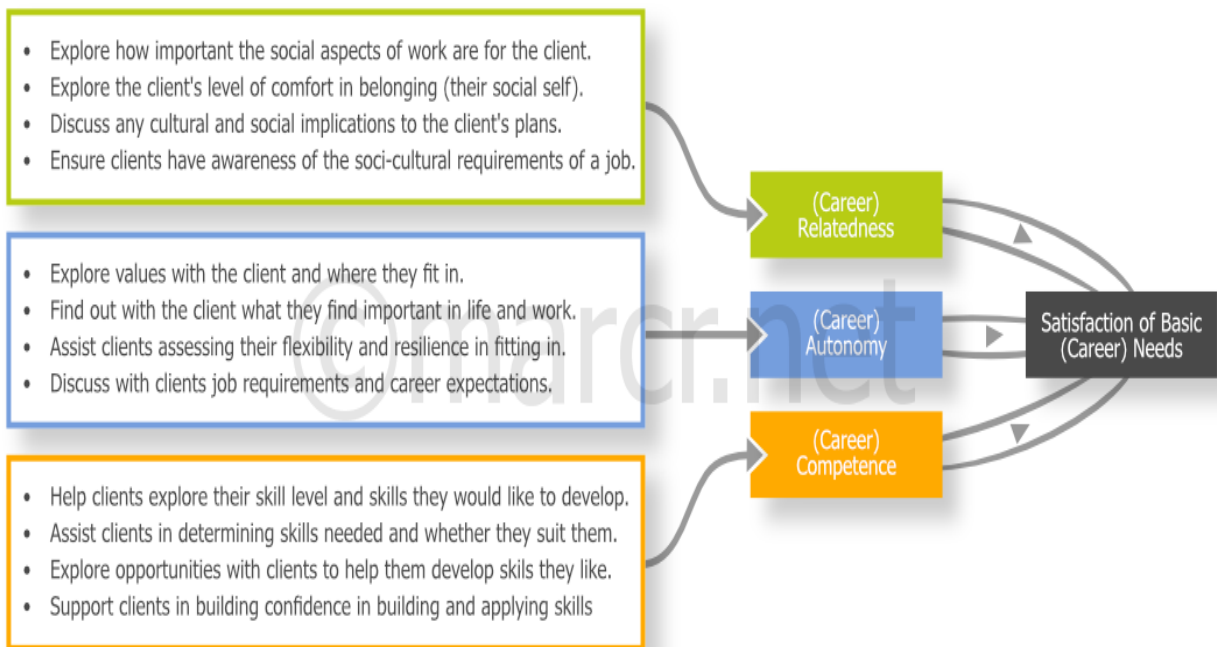 • Explore how important the social aspects of work are for the client.
• Explore the client's level of comfort in belonging (their social self).
• Discuss any cultural and social implications to the client's plans.
• Ensure clients have awareness of the soci-cultural requirements of a job.
(Career)
Relatedness
• Explore values with the client and where they fit in.
• Find out with the client what they find important in life and work.
• Assist clients assessing their flexibility and resilience in fitting in.
• Discuss with clients job requirements and career expectations.
(Career)
Autonomy
Satisfaction of Basic
(Career) Needs
• Help clients explore their skill level and skills they would like to develop.
• Assist clients in determining skills needed and whether they suit them.
• Explore opportunities with clients to help them develop skils they like.
• Support clients in building confidence in building and applying skills
(Career)
Competence
©marcr.net